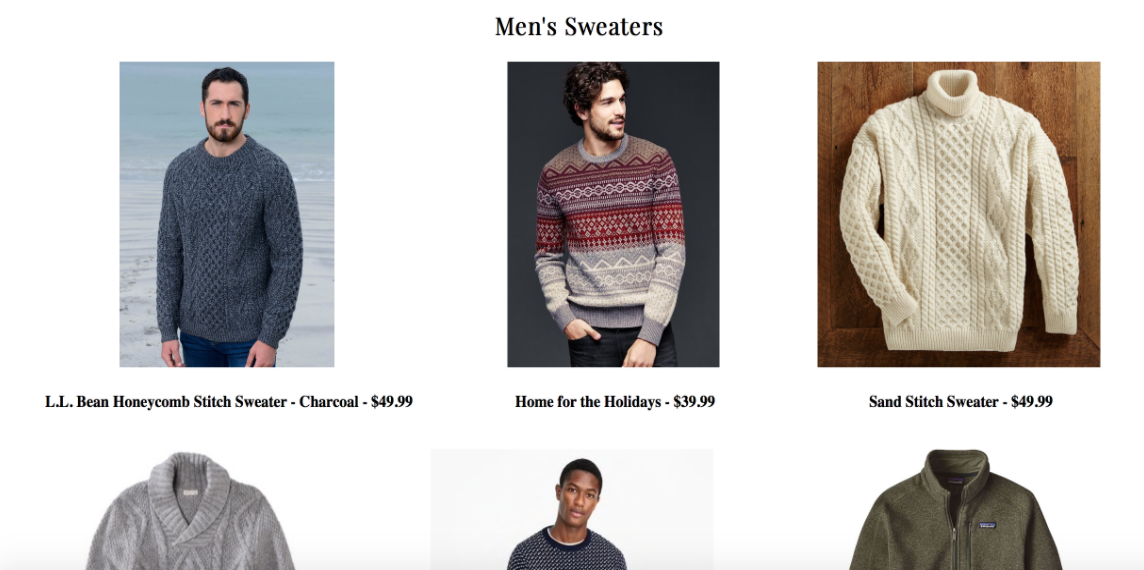 Men's Sweaters
L.L. Bean Honeycomb Stitch Sweater - Charcoal - $49.99
Home for the Holidays - $39.99
Sand Stitch Sweater - $49.99